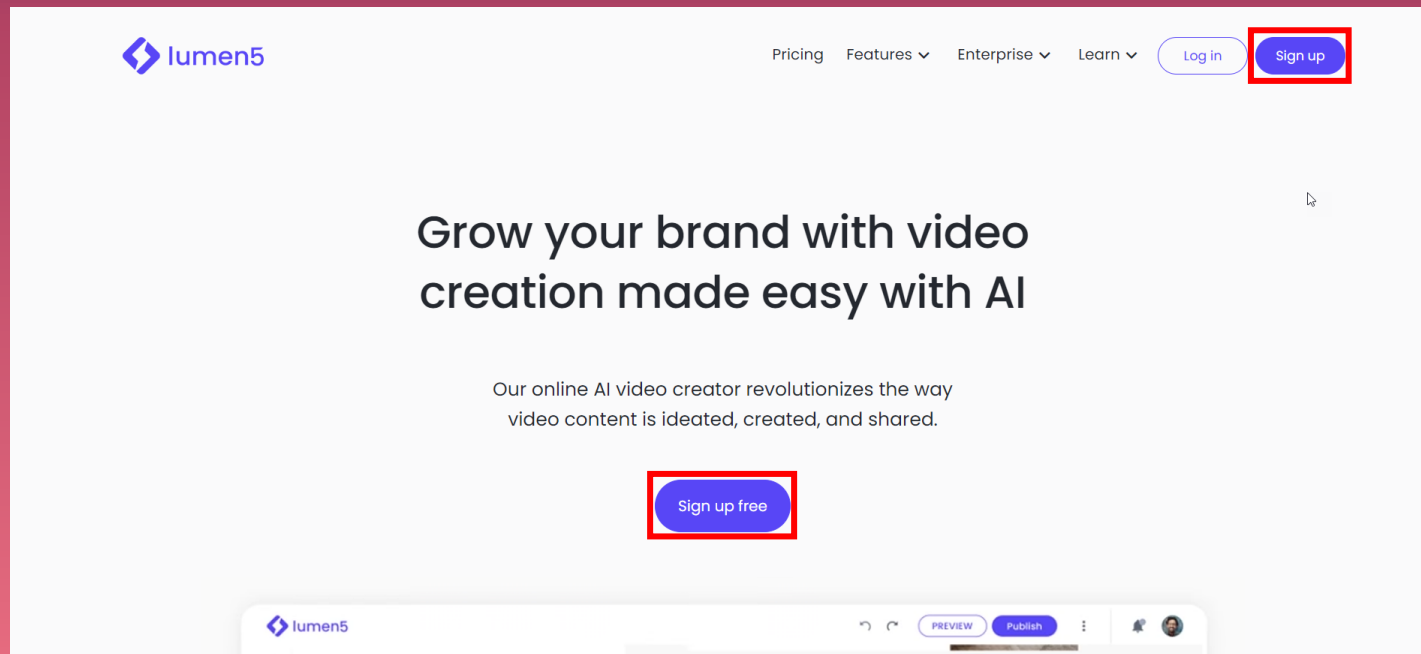 lumen5
Pricing Features Enterprise Learn Log in Sign up
Grow your brand with video
creation made easy with AI
Our online AI video creator revolutionizes the way
video content is ideated, created, and shared.
Sign up free
lumen5 PREVIEW Publish